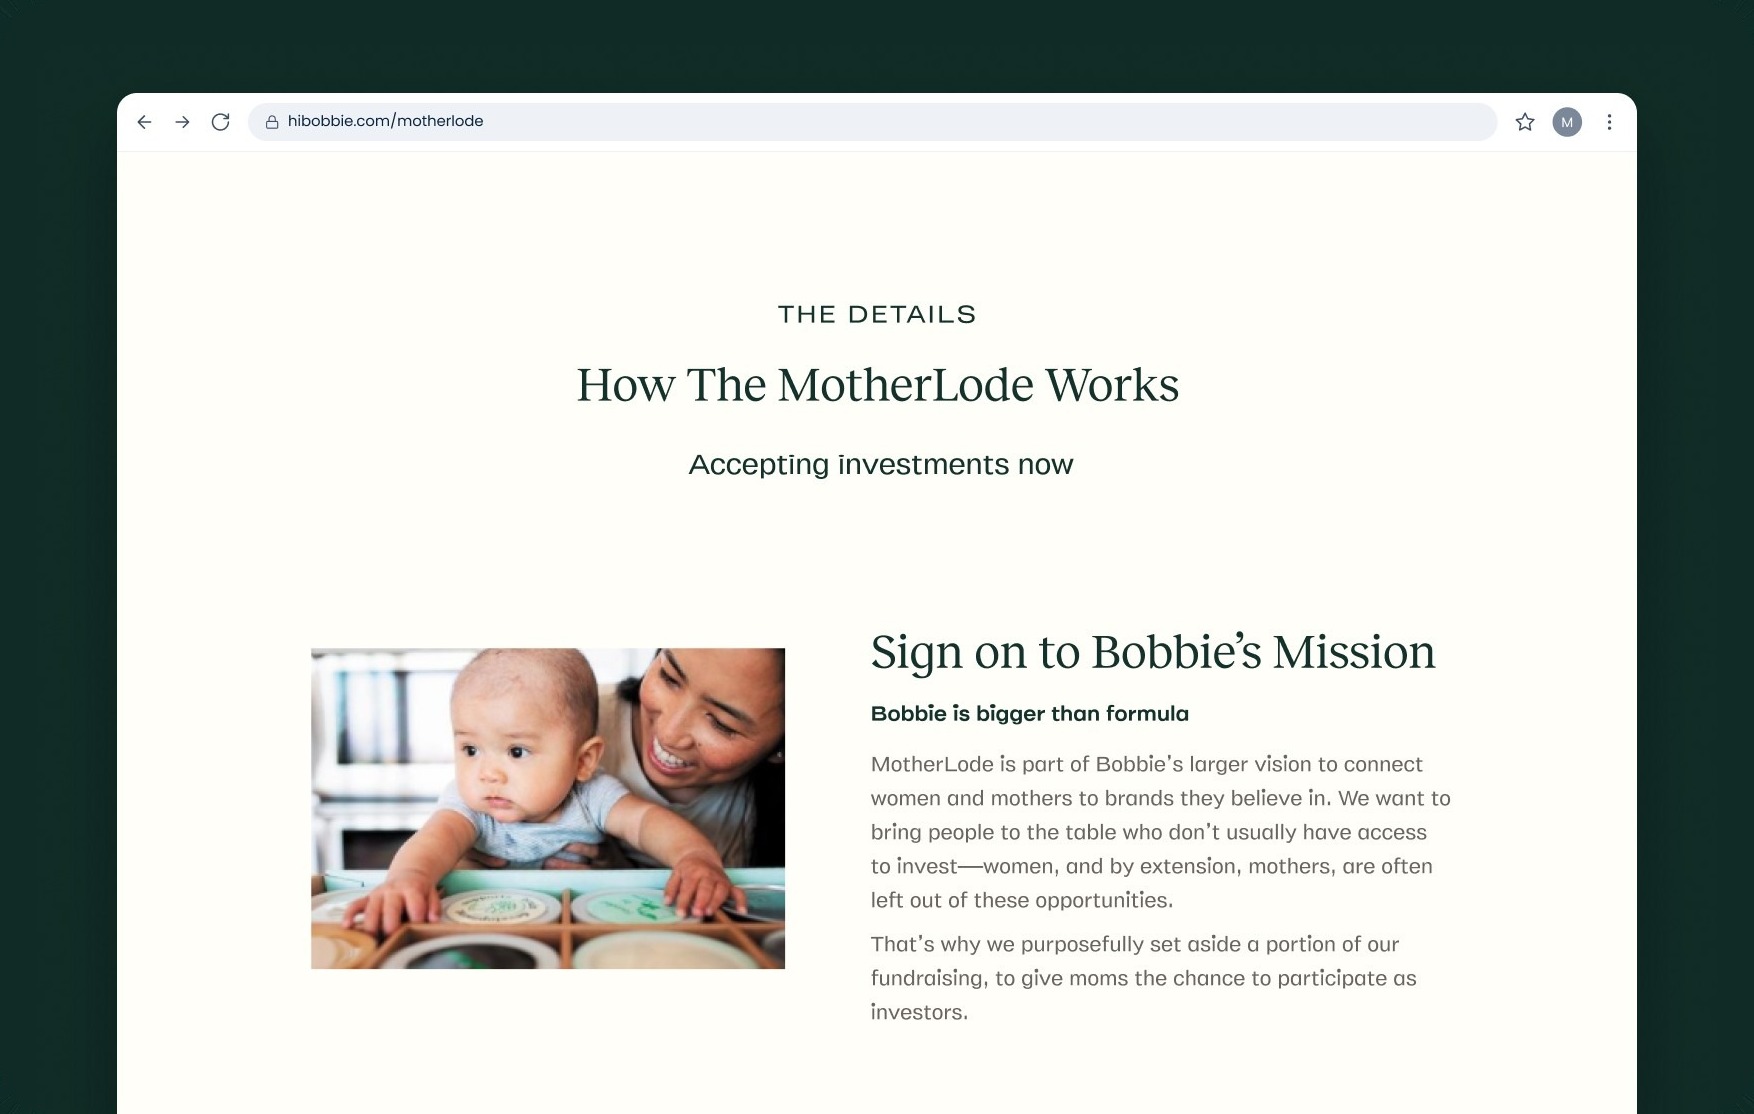 hibobbie.com/motherlode
M
THE DETAILS
How The MotherLode Works
Accepting investments now
Sign on to Bobbie’s Mission
Bobbie is bigger than formula
MotherLode is part of Bobbie’s larger vision to connect
women and mothers to brands they believe in. We want to
bring people to the table who don’t usually have access
to invest—women, and by extension, mothers, are often
left out of these opportunities.
That’s why we purposefully set aside a portion of our
fundraising, to give moms the chance to participate as
investors.